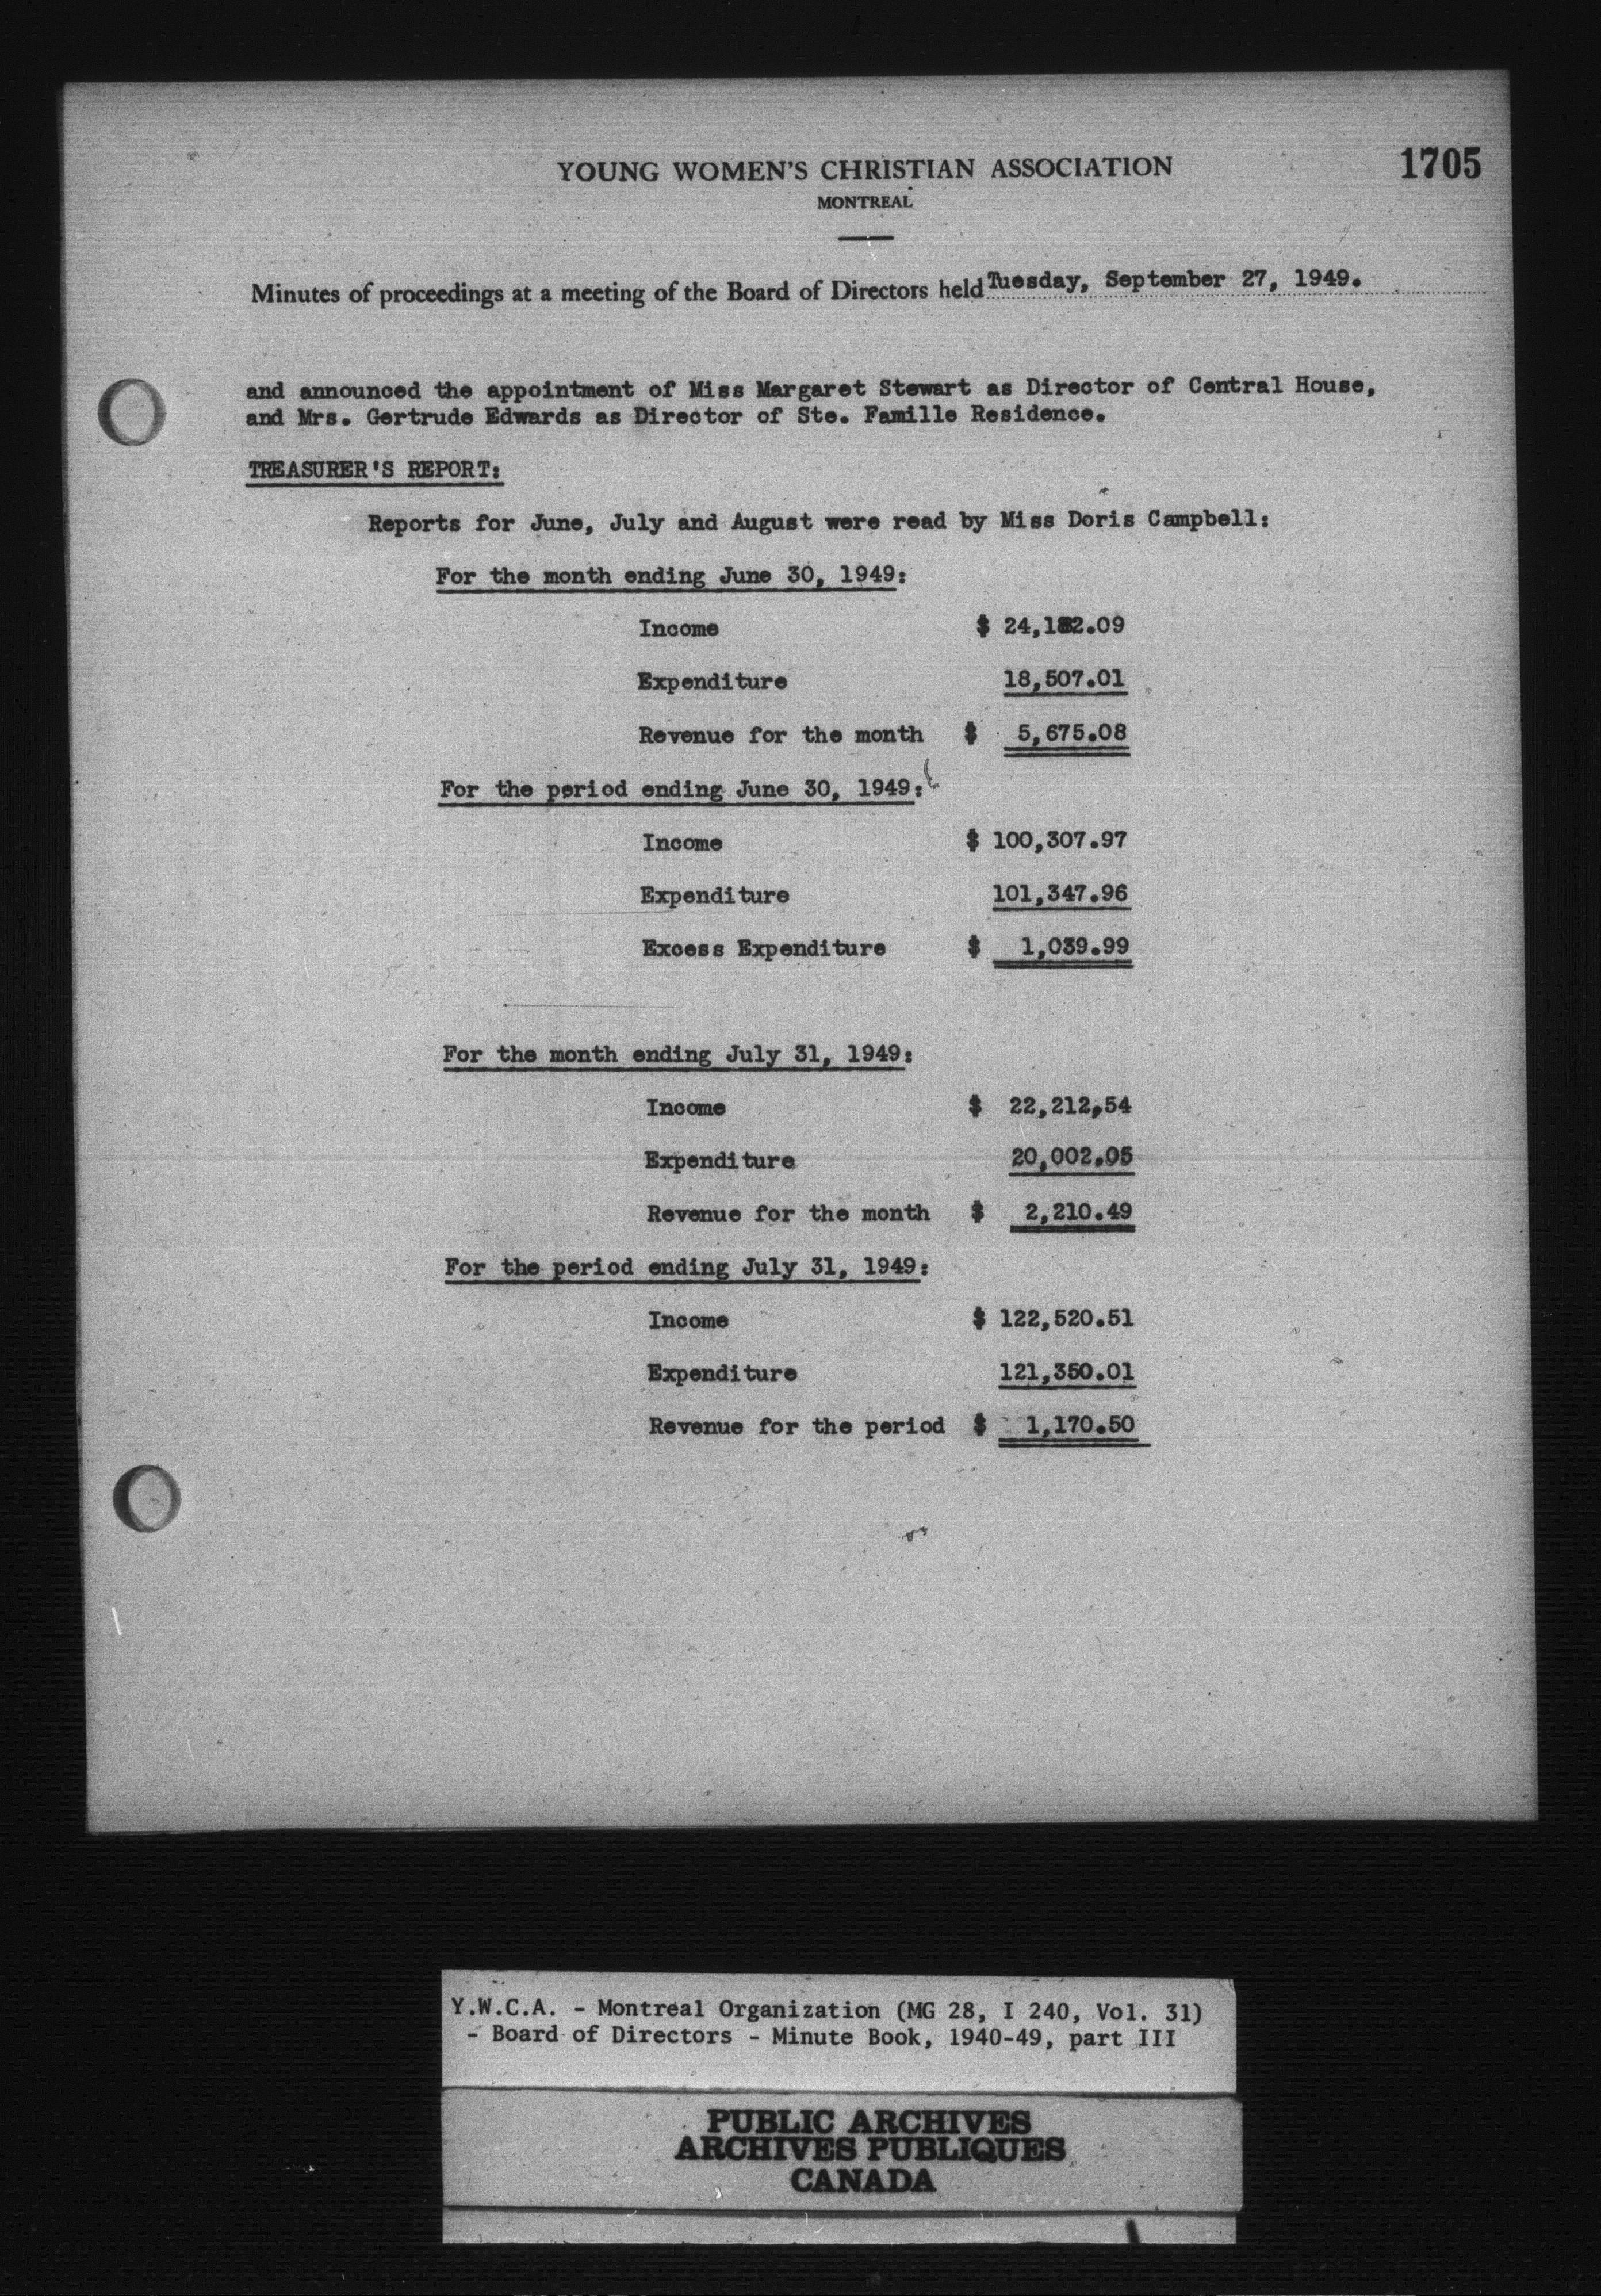 YOUNG WOMEN'S CHRISTIAN ASSOCIATION
1705
MONTREAL
Minutes of proceedings at a meeting of the Board of Directors held Tuesday, September 27, 1949.
and announced the appointment of Miss Margaret Stewart as Director of Central House,
and Mrs. Gertrude Edwards as Director of Ste. Famille Residence.
TREASURER'S REPORT:
Reports for June, July and August were read by Miss Doris Campbell:
For the month ending June 30, 1949:
Income $ 24,182.09
Expenditure 18,507.01
Revenue for the month $ 5,675.08
For the period ending June 30, 1949:
Income $ 100,307.97
Expenditure 101,347.96
Excess Expenditure $ 1,039.99
For the month ending July 31, 1949:
Income $ 22,212,54
Expenditure 20,002.05
Revenue for the month $ 2,210.49
For the period ending July 31, 1949:
Income $ 122,520.51
Expenditure 121,350.01
Revenue for the period $ 1,170.50
Y.W.C.A. - Montreal Organization (MG 28, I 240, Vol. 31)
- Board of Directors - Minute Book, 1940-49, part III
PUBLIC ARCHIVES
ARCHIVES PUBLIQUES
CANADA